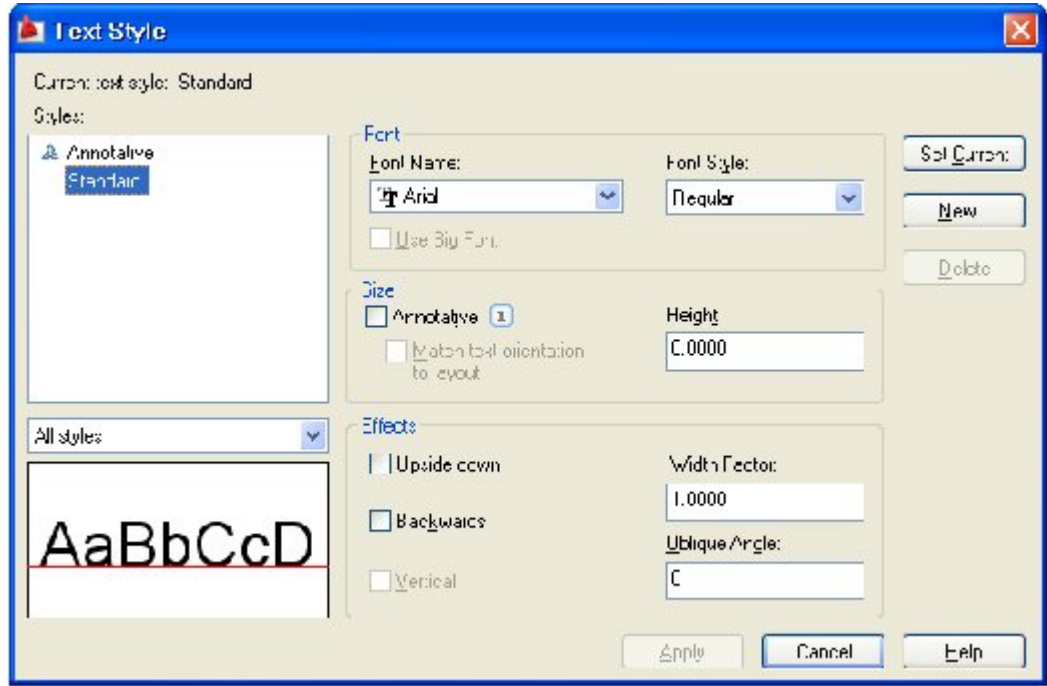 Text Style
Current text style: Standard
Styles:
Annotative
Standard
All styles
AaBbCcD
Font
Font Name:
Arial
Font Style:
Regular
Use Big Font
Size
Annotative
Match text orientation
to layout
Height
0.0000
Effects
Upside down
Backwards
Vertical
Width Factor:
1.0000
Oblique Angle:
0
Set Current
New
Delete
Apply
Cancel
Help